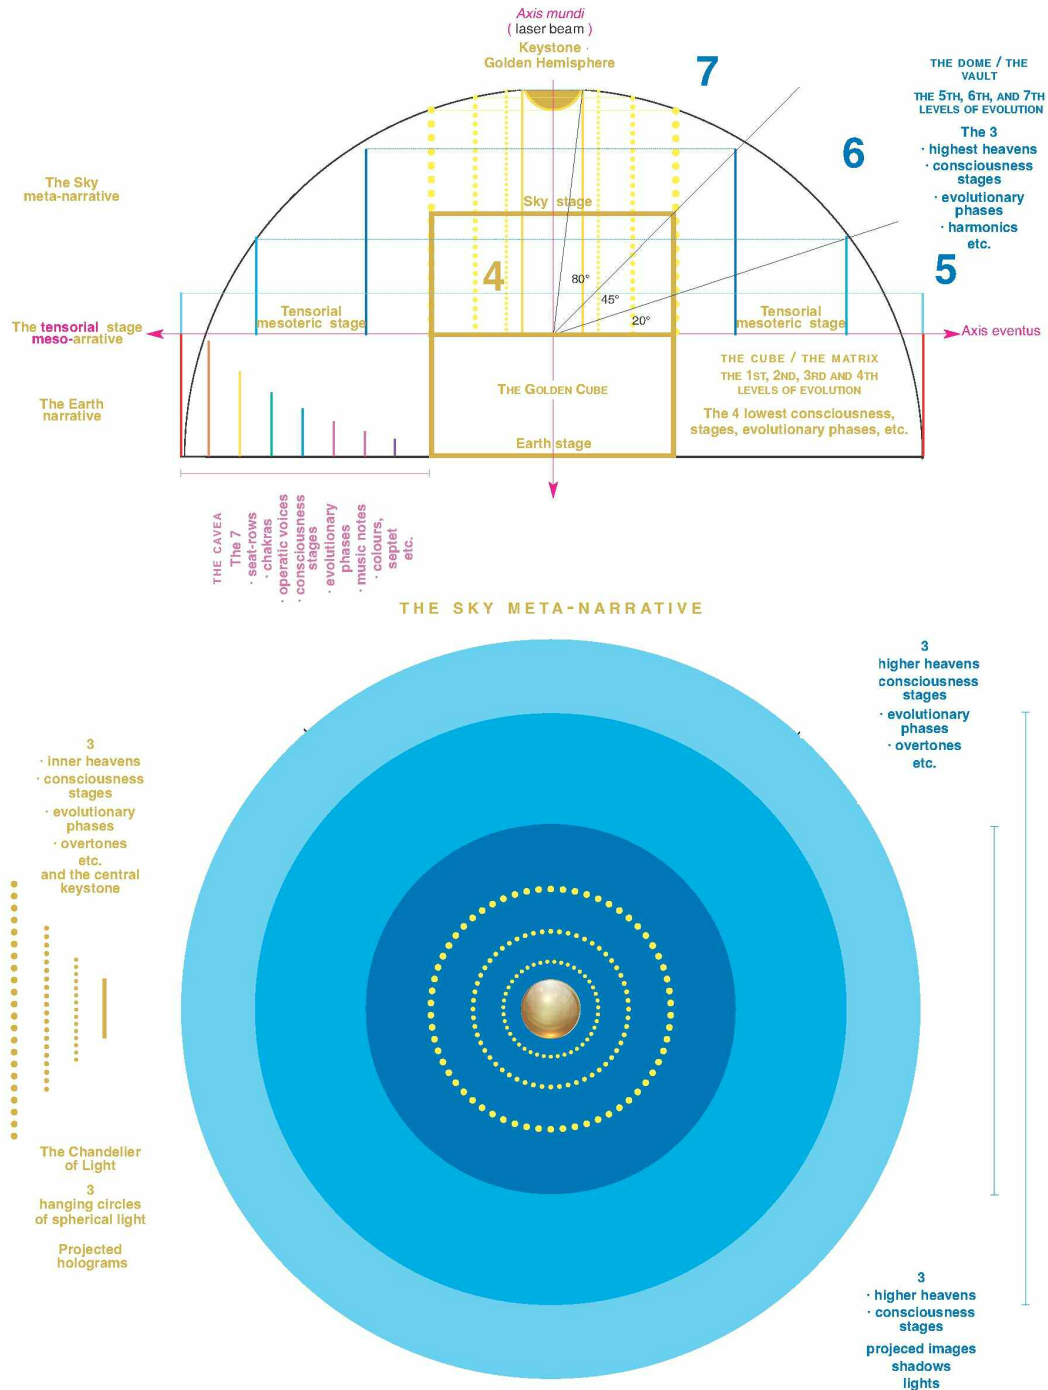 Axis mundi
( laser beam )
Keystone ·
Golden Hemisphere
7
THE DOME / THE
VAULT
THE 5TH, 6TH, AND 7TH
LEVELS OF EVOLUTION
The 3
· highest heavens
· consciousness
stages
· evolutionary
phases
· harmonics
etc.
6
5
The Sky
meta-narrative
Sky stage
4
80°
45°
20°
Tensorial
mesoteric stage
Tensorial
mesoteric stage
The tensorial stage
meso-arrative
Axis eventus
The Earth
narrative
THE GOLDEN CUBE
Earth stage
THE CUBE / THE MATRIX
THE 1ST, 2ND, 3RD AND 4TH
LEVELS OF EVOLUTION
The 4 lowest consciousness,
stages, evolutionary phases, etc.
THE CAVEA
The 7
· seat-rows
· chakras
· operatic voices
· consciousness
stages
· evolutionary
phases
· music notes
· colours,
septet
etc.
THE SKY META-NARRATIVE
3
higher heavens
consciousness
stages
· evolutionary
phases
· overtones
etc.
3
· inner heavens
· consciousness
stages
· evolutionary
phases
· overtones
etc.
and the central
keystone
The Chandelier
of Light
3
hanging circles
of spherical light
Projected
holograms
3
· higher heavens
· consciousness
stages
projeced images
shadows
lights